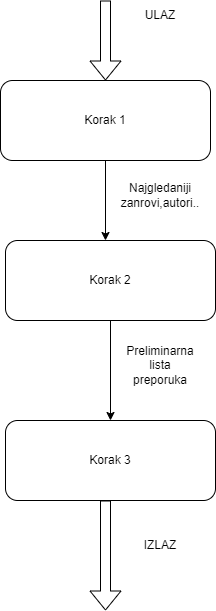 ULAZ
Korak 1
Najgledaniji
zanrovi,autori..
Korak 2
Preliminarna
lista
preporuka
Korak 3
IZLAZ